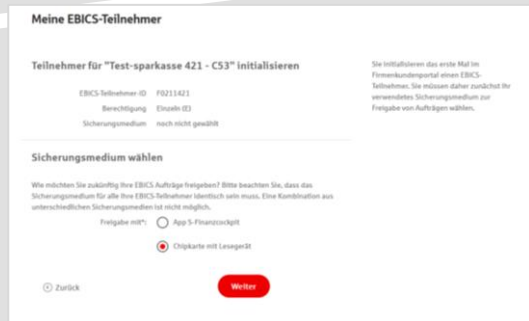 Meine EBICS-Teilnehmer
Teilnehmer für "Test-sparkasse 421 - C53" initialisieren
EBICS-Teilnehmer-ID F0211421
Berechtigung Einzeln (E)
Sicherungsmedium noch nicht gewählt
Sie initialisieren das erste Mal im
Firmenkundenportal einen EBICS-
Teilnehmer. Sie müssen daher zunächst Ihr
verwendetes Sicherungsmedium zur
Freigabe von Aufträgen wählen.
Sicherungsmedium wählen
Wie möchten Sie zukünftig Ihre EBICS Aufträge freigeben? Bitte beachten Sie, dass das
Sicherungsmedium für alle Ihre EBICS-Teilnehmer identisch sein muss. Eine Kombination aus
unterschiedlichen Sicherungsmedien ist nicht möglich.
Freigabe mit*: App S-Finanzcockpit
Chipkarte mit Lesegerät
Zurück Weiter